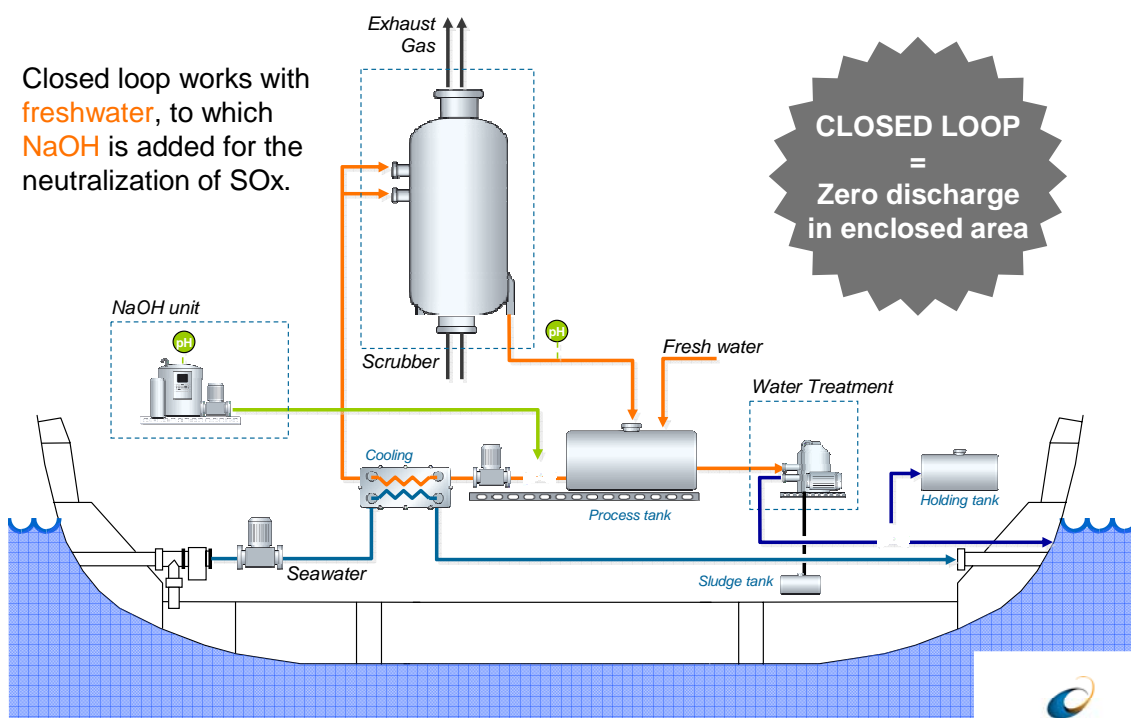 Exhaust
Gas
Closed loop works with
freshwater, to which
NaOH is added for the
neutralization of SOx.
CLOSED LOOP
=
Zero discharge
in enclosed area
NaOH unit
pH
Scrubber
pH
Fresh water
Water Treatment
Cooling
Process tank
Holding tank
Seawater
Sludge tank